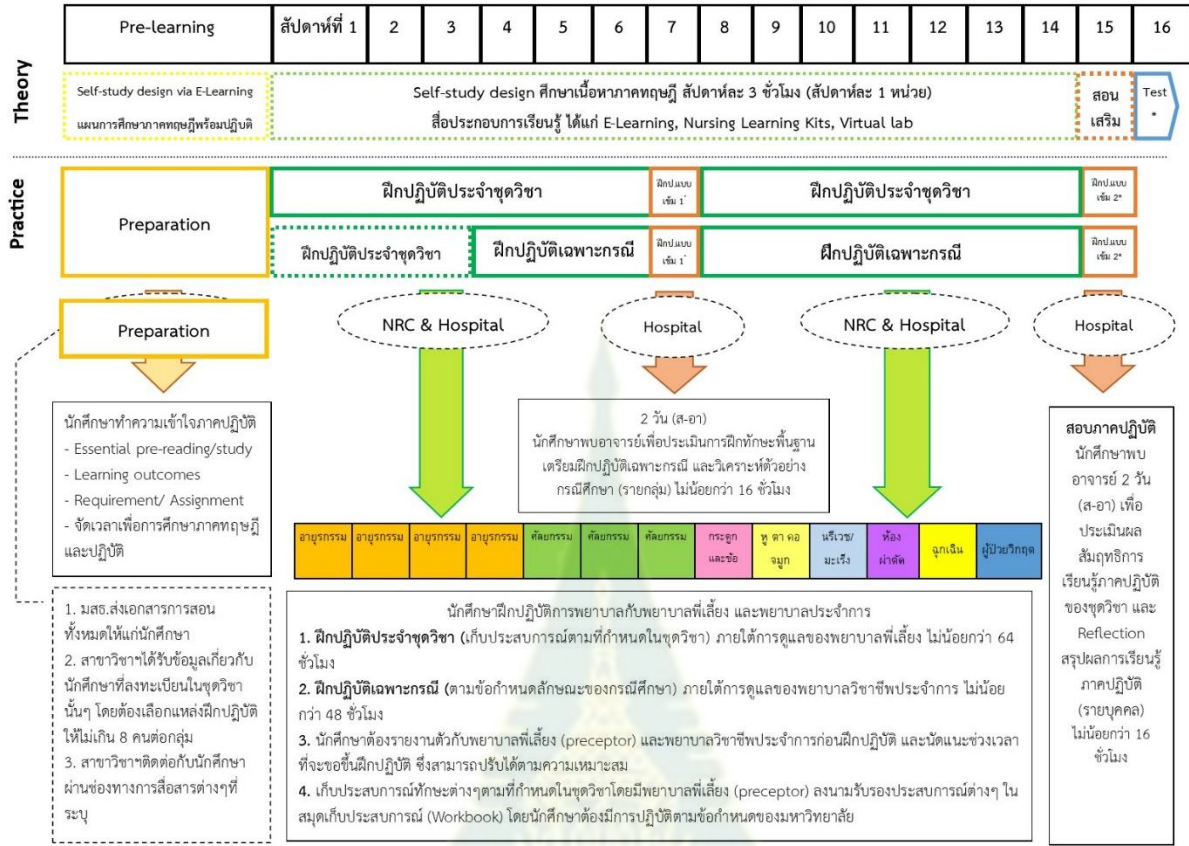 Pre-learning สัปดาห์ที่ 1 2 3 4 5 6 7 8 9 10 11 12 13 14 15 16
Theory
Self-study design via E-Learning
แผนการศึกษาภาคทฤษฎีพร้อมปฏิบัติ
Self-study design ศึกษาเนื้อหาภาคทฤษฎี สัปดาห์ละ 3 ชั่วโมง (สัปดาห์ละ 1 หน่วย)
สื่อประกอบการเรียนรู้ ได้แก่ E-Learning, Nursing Learning Kits, Virtual lab
สอน
เสริม
Test
*
Practice
Preparation
ฝึกปฏิบัติประจำชุดวิชา
ฝึกป.แบบ
เข้ม 1*
ฝึกปฏิบัติประจำชุดวิชา
ฝึกป.แบบ
เข้ม 2*
ฝึกปฏิบัติประจำชุดวิชา
ฝึกปฏิบัติเฉพาะกรณี
ฝึกป.แบบ
เข้ม 1*
ฝึกปฏิบัติเฉพาะกรณี
ฝึกป.แบบ
เข้ม 2*
Preparation
NRC & Hospital
Hospital
NRC & Hospital
Hospital
นักศึกษาทำความเข้าใจภาคปฏิบัติ
- Essential pre-reading/study
- Learning outcomes
- Requirement/ Assignment
- จัดเวลาเพื่อการศึกษาภาคทฤษฎี
และปฏิบัติ
2 วัน (ส-อา)
นักศึกษาพบอาจารย์เพื่อประเมินการฝึกทักษะพื้นฐาน
เตรียมฝึกปฏิบัติเฉพาะกรณี และวิเคราะห์ตัวอย่าง
กรณีศึกษา (รายกลุ่ม) ไม่น้อยกว่า 16 ชั่วโมง
สอบภาคปฏิบัติ
นักศึกษาพบ
อาจารย์ 2 วัน
(ส-อา) เพื่อ
ประเมินผล
สัมฤทธิการ
เรียนรู้ภาคปฏิบัติ
ของชุดวิชา และ
Reflection
สรุปผลการเรียนรู้
ภาคปฏิบัติ
(รายบุคคล)
ไม่น้อยกว่า 16
ชั่วโมง
อายุรกรรม
อายุรกรรม
อายุรกรรม
อายุรกรรม
ศัลยกรรม
ศัลยกรรม
ศัลยกรรม
กระดูก
และข้อ
หู ตา คอ
จมูก
นรีเวช/
มะเร็ง
ห้อง
ผ่าตัด
ฉุกเฉิน
ผู้ป่วยวิกฤต
1. มสธ.ส่งเอกสารการสอน
ทั้งหมดให้แก่นักศึกษา
2. สาขาวิชาฯได้รับข้อมูลเกี่ยวกับ
นักศึกษาที่ลงทะเบียนในชุดวิชา
นั้นๆ โดยต้องเลือกแหล่งฝึกปฏิบัติ
ให้ไม่เกิน 8 คนต่อกลุ่ม
3. สาขาวิชาฯติดต่อกับนักศึกษา
ผ่านช่องทางการสื่อสารต่างๆที่
ระบุ
นักศึกษาฝึกปฏิบัติการพยาบาลกับพยาบาลพี่เลี้ยง และพยาบาลประจำการ
1. ฝึกปฏิบัติประจำชุดวิชา (เก็บประสบการณ์ตามที่กำหนดในชุดวิชา) ภายใต้การดูแลของพยาบาลพี่เลี้ยง ไม่น้อยกว่า 64
ชั่วโมง
2. ฝึกปฏิบัติเฉพาะกรณี (ตามข้อกำหนดลักษณะของกรณีศึกษา) ภายใต้การดูแลของพยาบาลวิชาชีพประจำการ ไม่น้อย
กว่า 48 ชั่วโมง
3. นักศึกษาต้องรายงานตัวกับพยาบาลพี่เลี้ยง (preceptor) และพยาบาลวิชาชีพประจำการก่อนฝึกปฏิบัติ และนัดแนะช่วงเวลา
ที่จะขอขึ้นฝึกปฏิบัติ ซึ่งสามารถปรับได้ตามความเหมาะสม
4. เก็บประสบการณ์ทักษะต่างๆตามที่กำหนดในชุดวิชาโดยมีพยาบาลพี่เลี้ยง (preceptor) ลงนามรับรองประสบการณ์ต่างๆ ใน
สมุดเก็บประสบการณ์ (Workbook) โดยนักศึกษาต้องมีการปฏิบัติตามข้อกำหนดของมหาวิทยาลัย